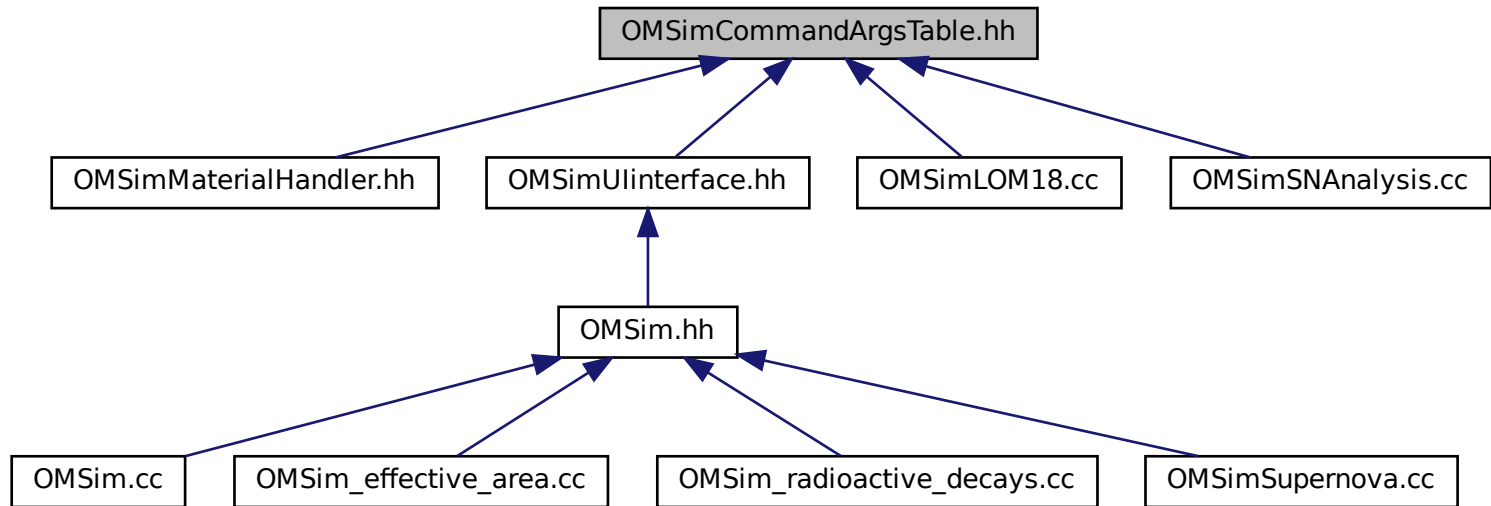 OMSimCommandArgsTable.hh
OMSimMaterialHandler.hh
OMSimUIinterface.hh
OMSimLOM18.cc
OMSimSNAnalysis.cc
OMSim.hh
OMSim.cc
OMSim_effective_area.cc
OMSim_radioactive_decays.cc
OMSimSupernova.cc